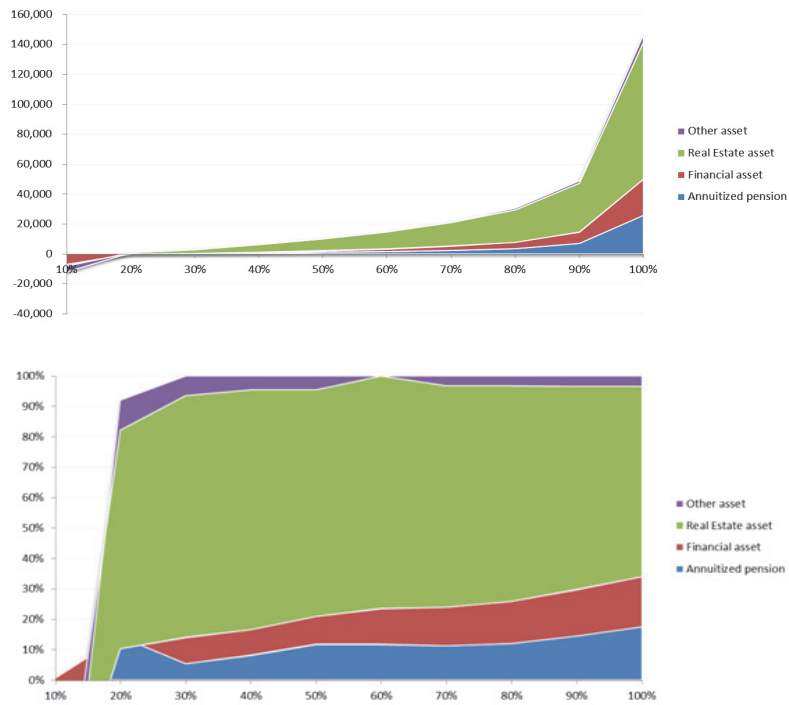 160,000
140,000
120,000
100,000
80,000
60,000
40,000
20,000
0
-20,000
-40,000
10% 20% 30% 40% 50% 60% 70% 80% 90% 100%
Other asset
Real Estate asset
Financial asset
Annuitized pension
100%
90%
80%
70%
60%
50%
40%
30%
20%
10%
0%
10% 20% 30% 40% 50% 60% 70% 80% 90% 100%
Other asset
Real Estate asset
Financial asset
Annuitized pension